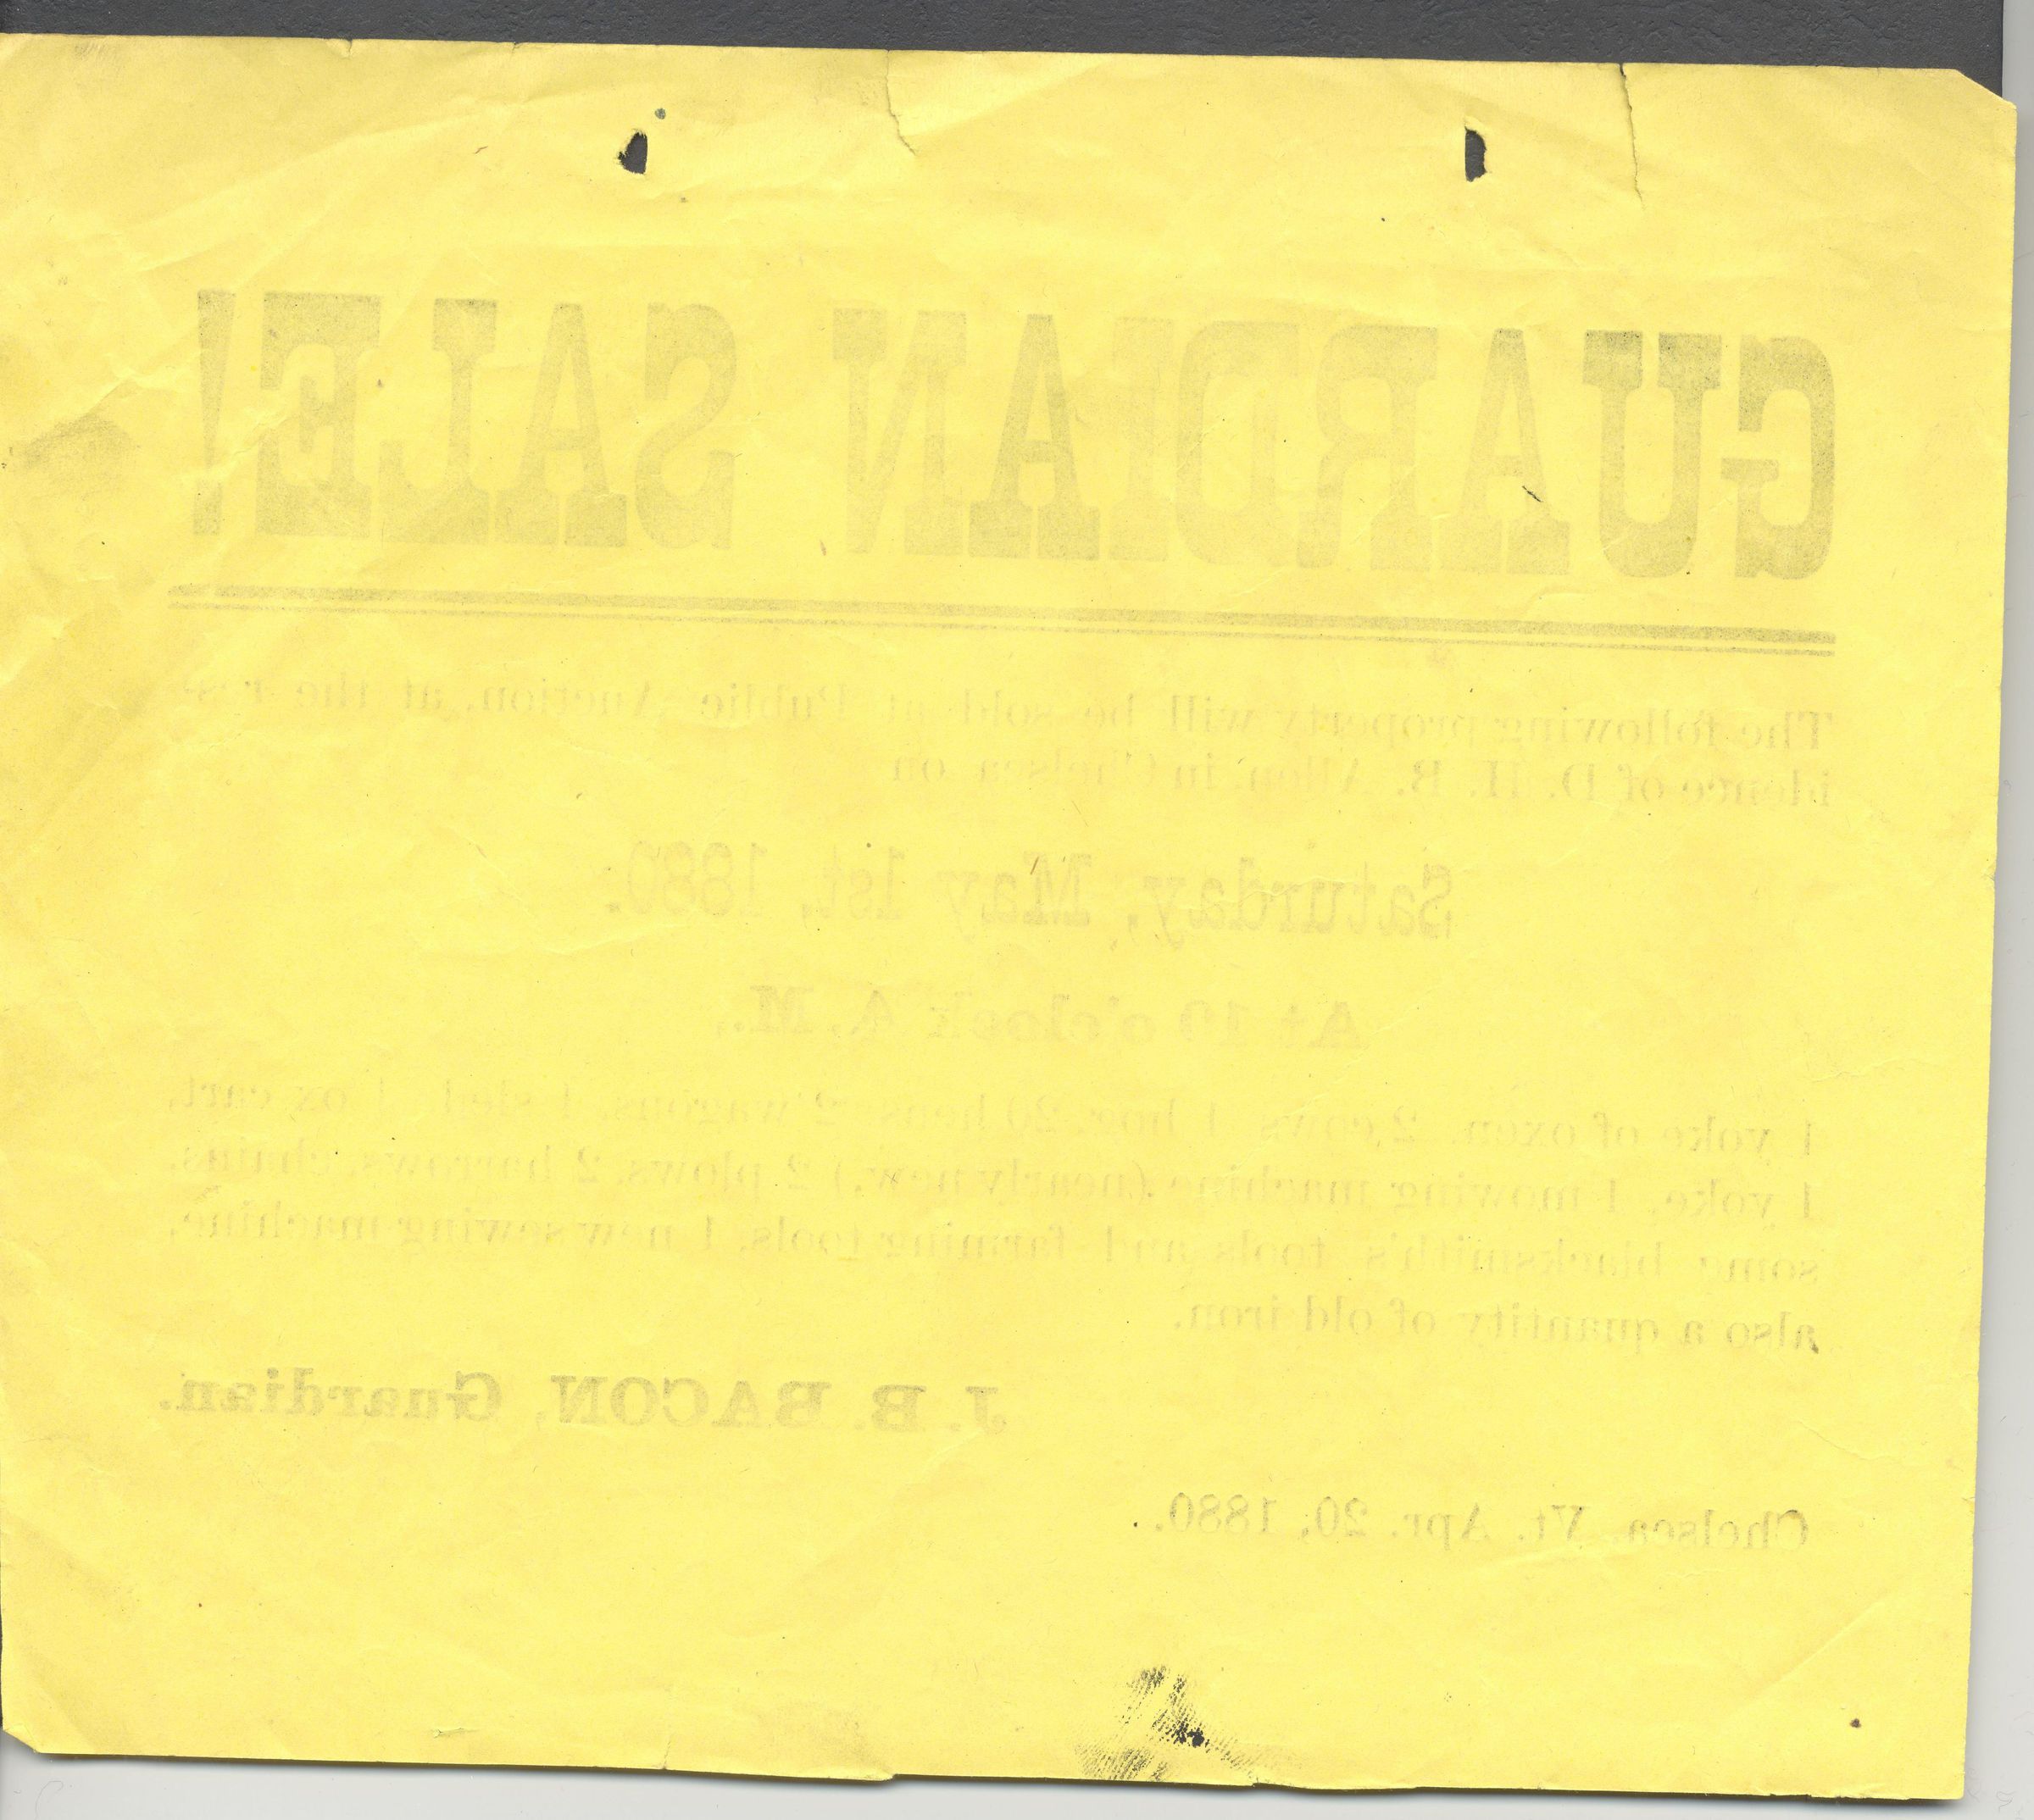 GUARDIAN SALE!
The following property will be sold at Public Auction, at the res-
idence of D. H. B. Allen, in Chelsea on
Saturday, May 1st, 1880.
At 10 o'clock A. M.,
1 yoke of oxen, 2 cows, 1 hog, 20 hens, 2 wagons, 1 sled, 1 ox cart,
1 yoke, 1 mowing machine (nearly new,) 2 plows, 2 harrows, chains,
some blacksmith's tools and farming tools, 1 new sewing machine,
also a quantity of old iron.
J. B. BACON, Guardian.
Chelsea, Vt. Apr. 20, 1880.